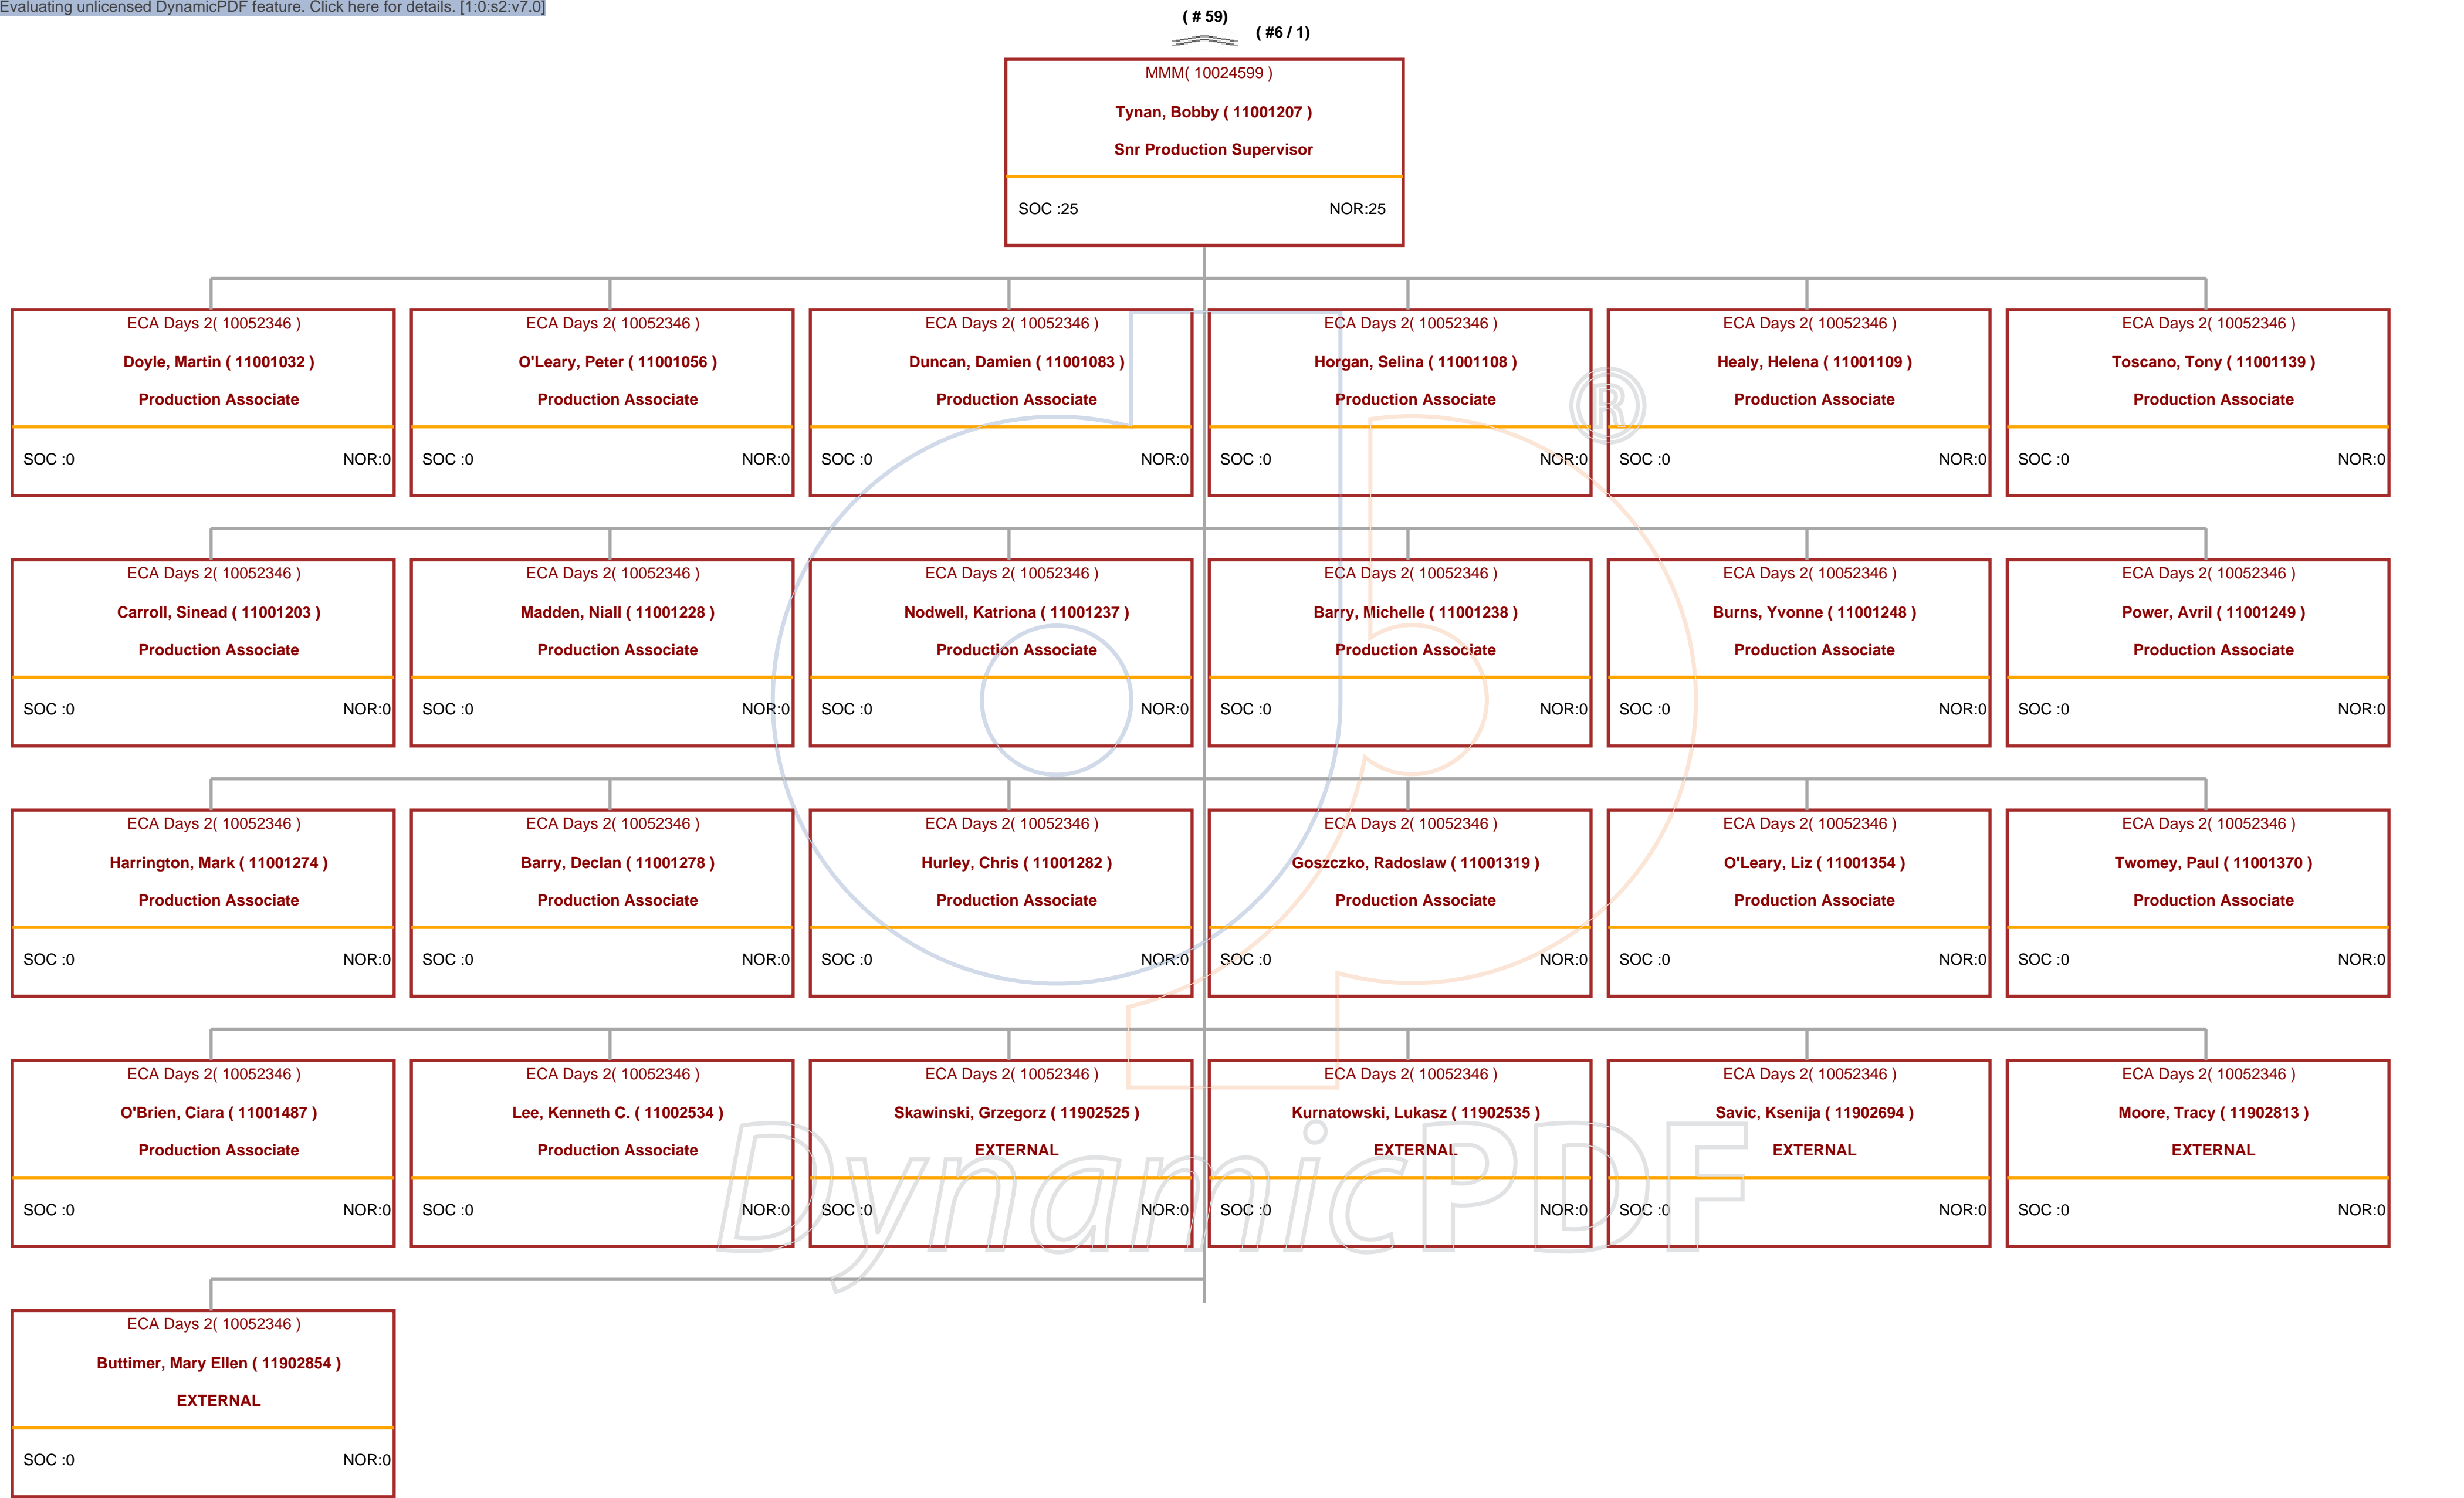 Evaluating unlicensed DynamicPDF feature. Click here for details. [1:0:s2:v7.0]
( # 59)
( #6 / 1)
MMM( 10024599 )
Tynan, Bobby ( 11001207 )
Snr Production Supervisor
SOC :25 NOR:25
ECA Days 2( 10052346 ) ECA Days 2( 10052346 ) ECA Days 2( 10052346 ) ECA Days 2( 10052346 ) ECA Days 2( 10052346 ) ECA Days 2( 10052346 )
Doyle, Martin ( 11001032 ) O'Leary, Peter ( 11001056 ) Duncan, Damien ( 11001083 ) Horgan, Selina ( 11001108 ) Healy, Helena ( 11001109 ) Toscano, Tony ( 11001139 )
Production Associate Production Associate Production Associate Production Associate Production Associate Production Associate
SOC :0 NOR:0 SOC :0 NOR:0 SOC :0 NOR:0 SOC :0 NOR:0 SOC :0 NOR:0 SOC :0 NOR:0
ECA Days 2( 10052346 ) ECA Days 2( 10052346 ) ECA Days 2( 10052346 ) ECA Days 2( 10052346 ) ECA Days 2( 10052346 ) ECA Days 2( 10052346 )
Carroll, Sinead ( 11001203 ) Madden, Niall ( 11001228 ) Nodwell, Katriona ( 11001237 ) Barry, Michelle ( 11001238 ) Burns, Yvonne ( 11001248 ) Power, Avril ( 11001249 )
Production Associate Production Associate Production Associate Production Associate Production Associate Production Associate
SOC :0 NOR:0 SOC :0 NOR:0 SOC :0 NOR:0 SOC :0 NOR:0 SOC :0 NOR:0 SOC :0 NOR:0
ECA Days 2( 10052346 ) ECA Days 2( 10052346 ) ECA Days 2( 10052346 ) ECA Days 2( 10052346 ) ECA Days 2( 10052346 ) ECA Days 2( 10052346 )
Harrington, Mark ( 11001274 ) Barry, Declan ( 11001278 ) Hurley, Chris ( 11001282 ) Goszczko, Radoslaw ( 11001319 ) O'Leary, Liz ( 11001354 ) Twomey, Paul ( 11001370 )
Production Associate Production Associate Production Associate Production Associate Production Associate Production Associate
SOC :0 NOR:0 SOC :0 NOR:0 SOC :0 NOR:0 SOC :0 NOR:0 SOC :0 NOR:0 SOC :0 NOR:0
ECA Days 2( 10052346 ) ECA Days 2( 10052346 ) ECA Days 2( 10052346 ) ECA Days 2( 10052346 ) ECA Days 2( 10052346 ) ECA Days 2( 10052346 )
O'Brien, Ciara ( 11001487 ) Lee, Kenneth C. ( 11002534 ) Skawinski, Grzegorz ( 11902525 ) Kurnatowski, Lukasz ( 11902535 ) Savic, Ksenija ( 11902694 ) Moore, Tracy ( 11902813 )
Production Associate Production Associate EXTERNAL EXTERNAL EXTERNAL EXTERNAL
SOC :0 NOR:0 SOC :0 NOR:0 SOC :0 NOR:0 SOC :0 NOR:0 SOC :0 NOR:0 SOC :0 NOR:0
DynamicPDF
®
ECA Days 2( 10052346 )
Buttimer, Mary Ellen ( 11902854 )
EXTERNAL
SOC :0 NOR:0